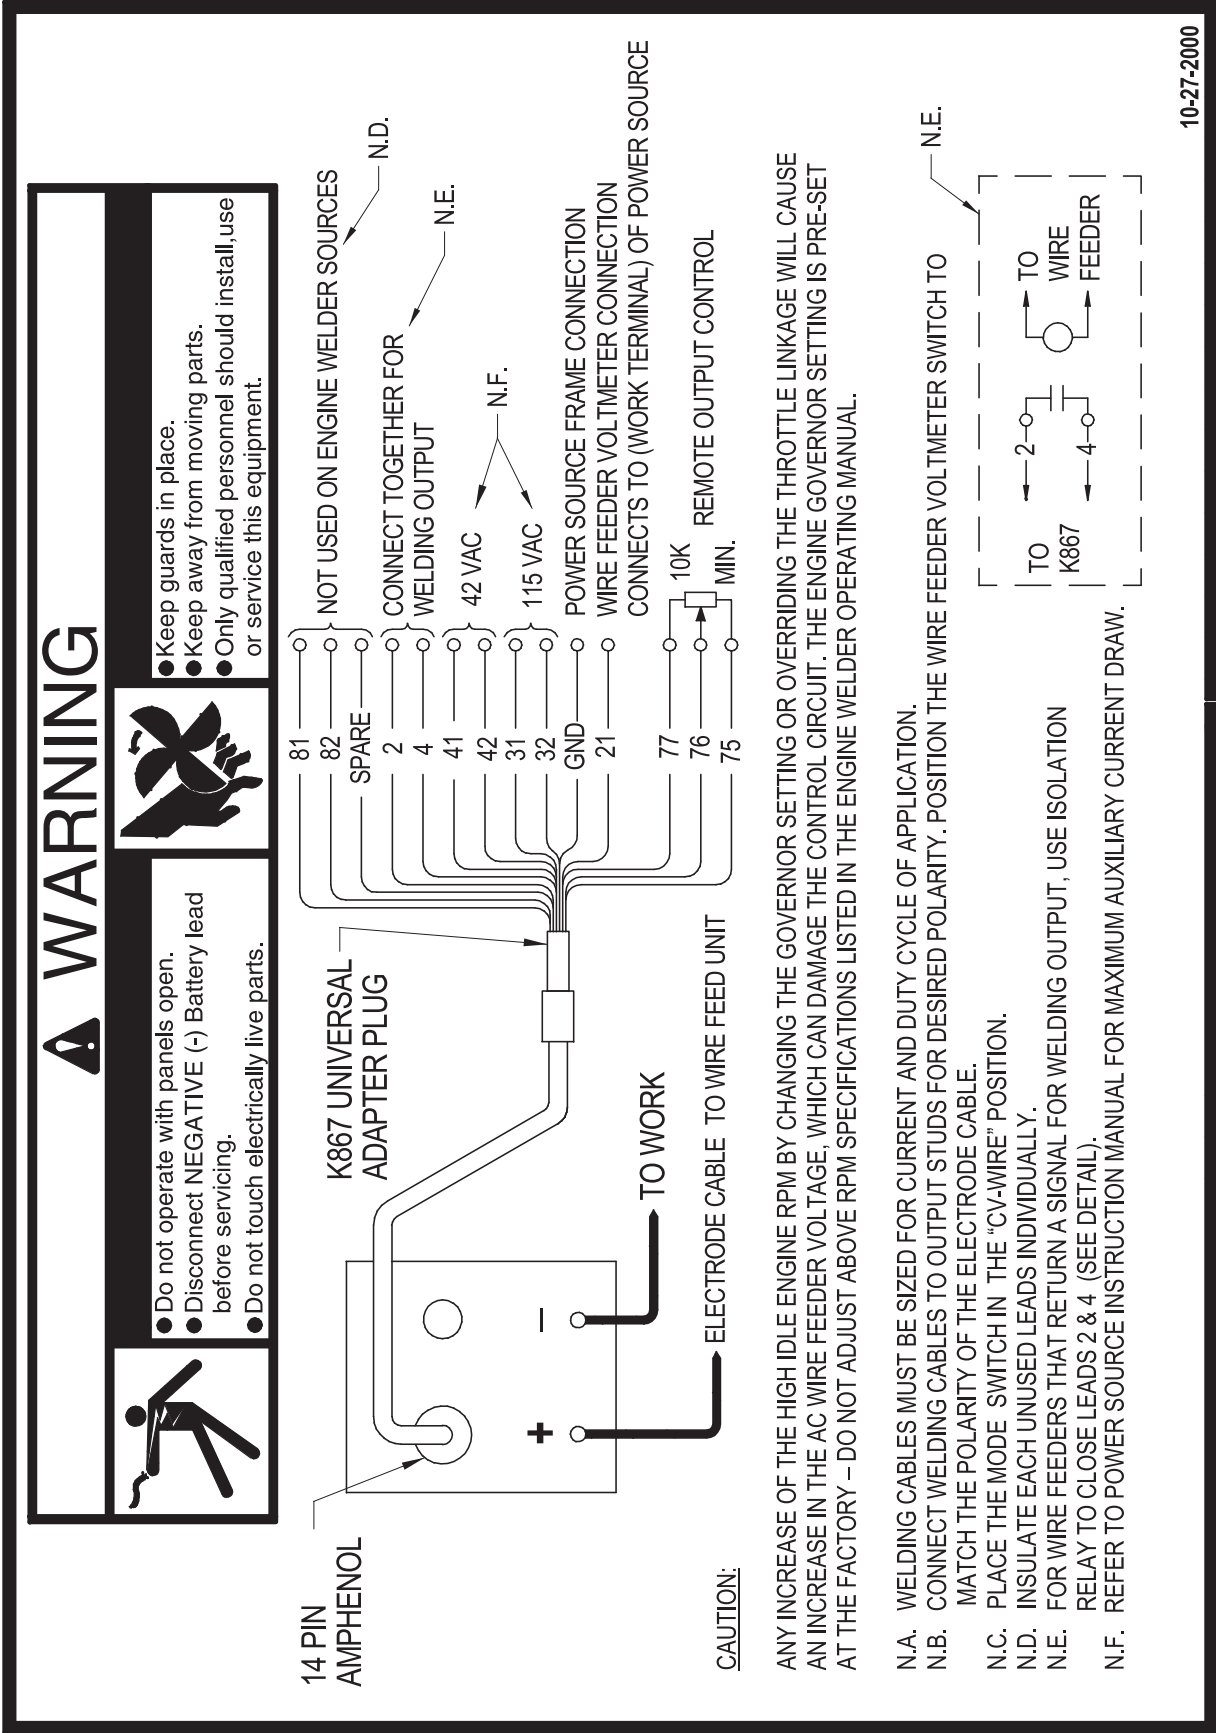 WARNING
● Do not operate with panels open.
● Disconnect NEGATIVE (-) Battery lead
before servicing.
● Do not touch electrically live parts.
● Keep guards in place.
● Keep away from moving parts.
● Only qualified personnel should install,use
or service this equipment.
14 PIN
AMPHENOL
K867 UNIVERSAL
ADAPTER PLUG
+
–
TO WORK
ELECTRODE CABLE TO WIRE FEED UNIT
81
82
SPARE
2
4
41
42
31
32
GND
21
77
76
75
NOT USED ON ENGINE WELDER SOURCES
N.D.
CONNECT TOGETHER FOR
WELDING OUTPUT
N.E.
42 VAC
115 VAC
N.F.
POWER SOURCE FRAME CONNECTION
WIRE FEEDER VOLTMETER CONNECTION
CONNECTS TO (WORK TERMINAL) OF POWER SOURCE
10K
MIN.
REMOTE OUTPUT CONTROL
CAUTION:
ANY INCREASE OF THE HIGH IDLE ENGINE RPM BY CHANGING THE GOVERNOR SETTING OR OVERRIDING THE THROTTLE LINKAGE WILL CAUSE
AN INCREASE IN THE AC WIRE FEEDER VOLTAGE, WHICH CAN DAMAGE THE CONTROL CIRCUIT. THE ENGINE GOVERNOR SETTING IS PRE-SET
AT THE FACTORY – DO NOT ADJUST ABOVE RPM SPECIFICATIONS LISTED IN THE ENGINE WELDER OPERATING MANUAL.
N.A. WELDING CABLES MUST BE SIZED FOR CURRENT AND DUTY CYCLE OF APPLICATION.
N.B. CONNECT WELDING CABLES TO OUTPUT STUDS FOR DESIRED POLARITY. POSITION THE WIRE FEEDER VOLTMETER SWITCH TO
MATCH THE POLARITY OF THE ELECTRODE CABLE.
N.C. PLACE THE MODE SWITCH IN THE "CV-WIRE" POSITION.
N.D. INSULATE EACH UNUSED LEADS INDIVIDUALLY.
N.E. FOR WIRE FEEDERS THAT RETURN A SIGNAL FOR WELDING OUTPUT, USE ISOLATION
RELAY TO CLOSE LEADS 2 & 4 (SEE DETAIL).
N.F. REFER TO POWER SOURCE INSTRUCTION MANUAL FOR MAXIMUM AUXILIARY CURRENT DRAW.
N.E.
TO
K867
2
4
TO
WIRE
FEEDER
10-27-2000